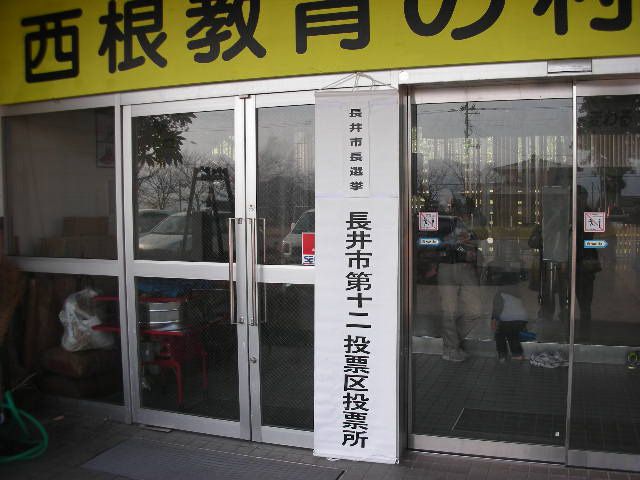 西根教育の村
長井市長選挙
長井市第十二投票区投票所